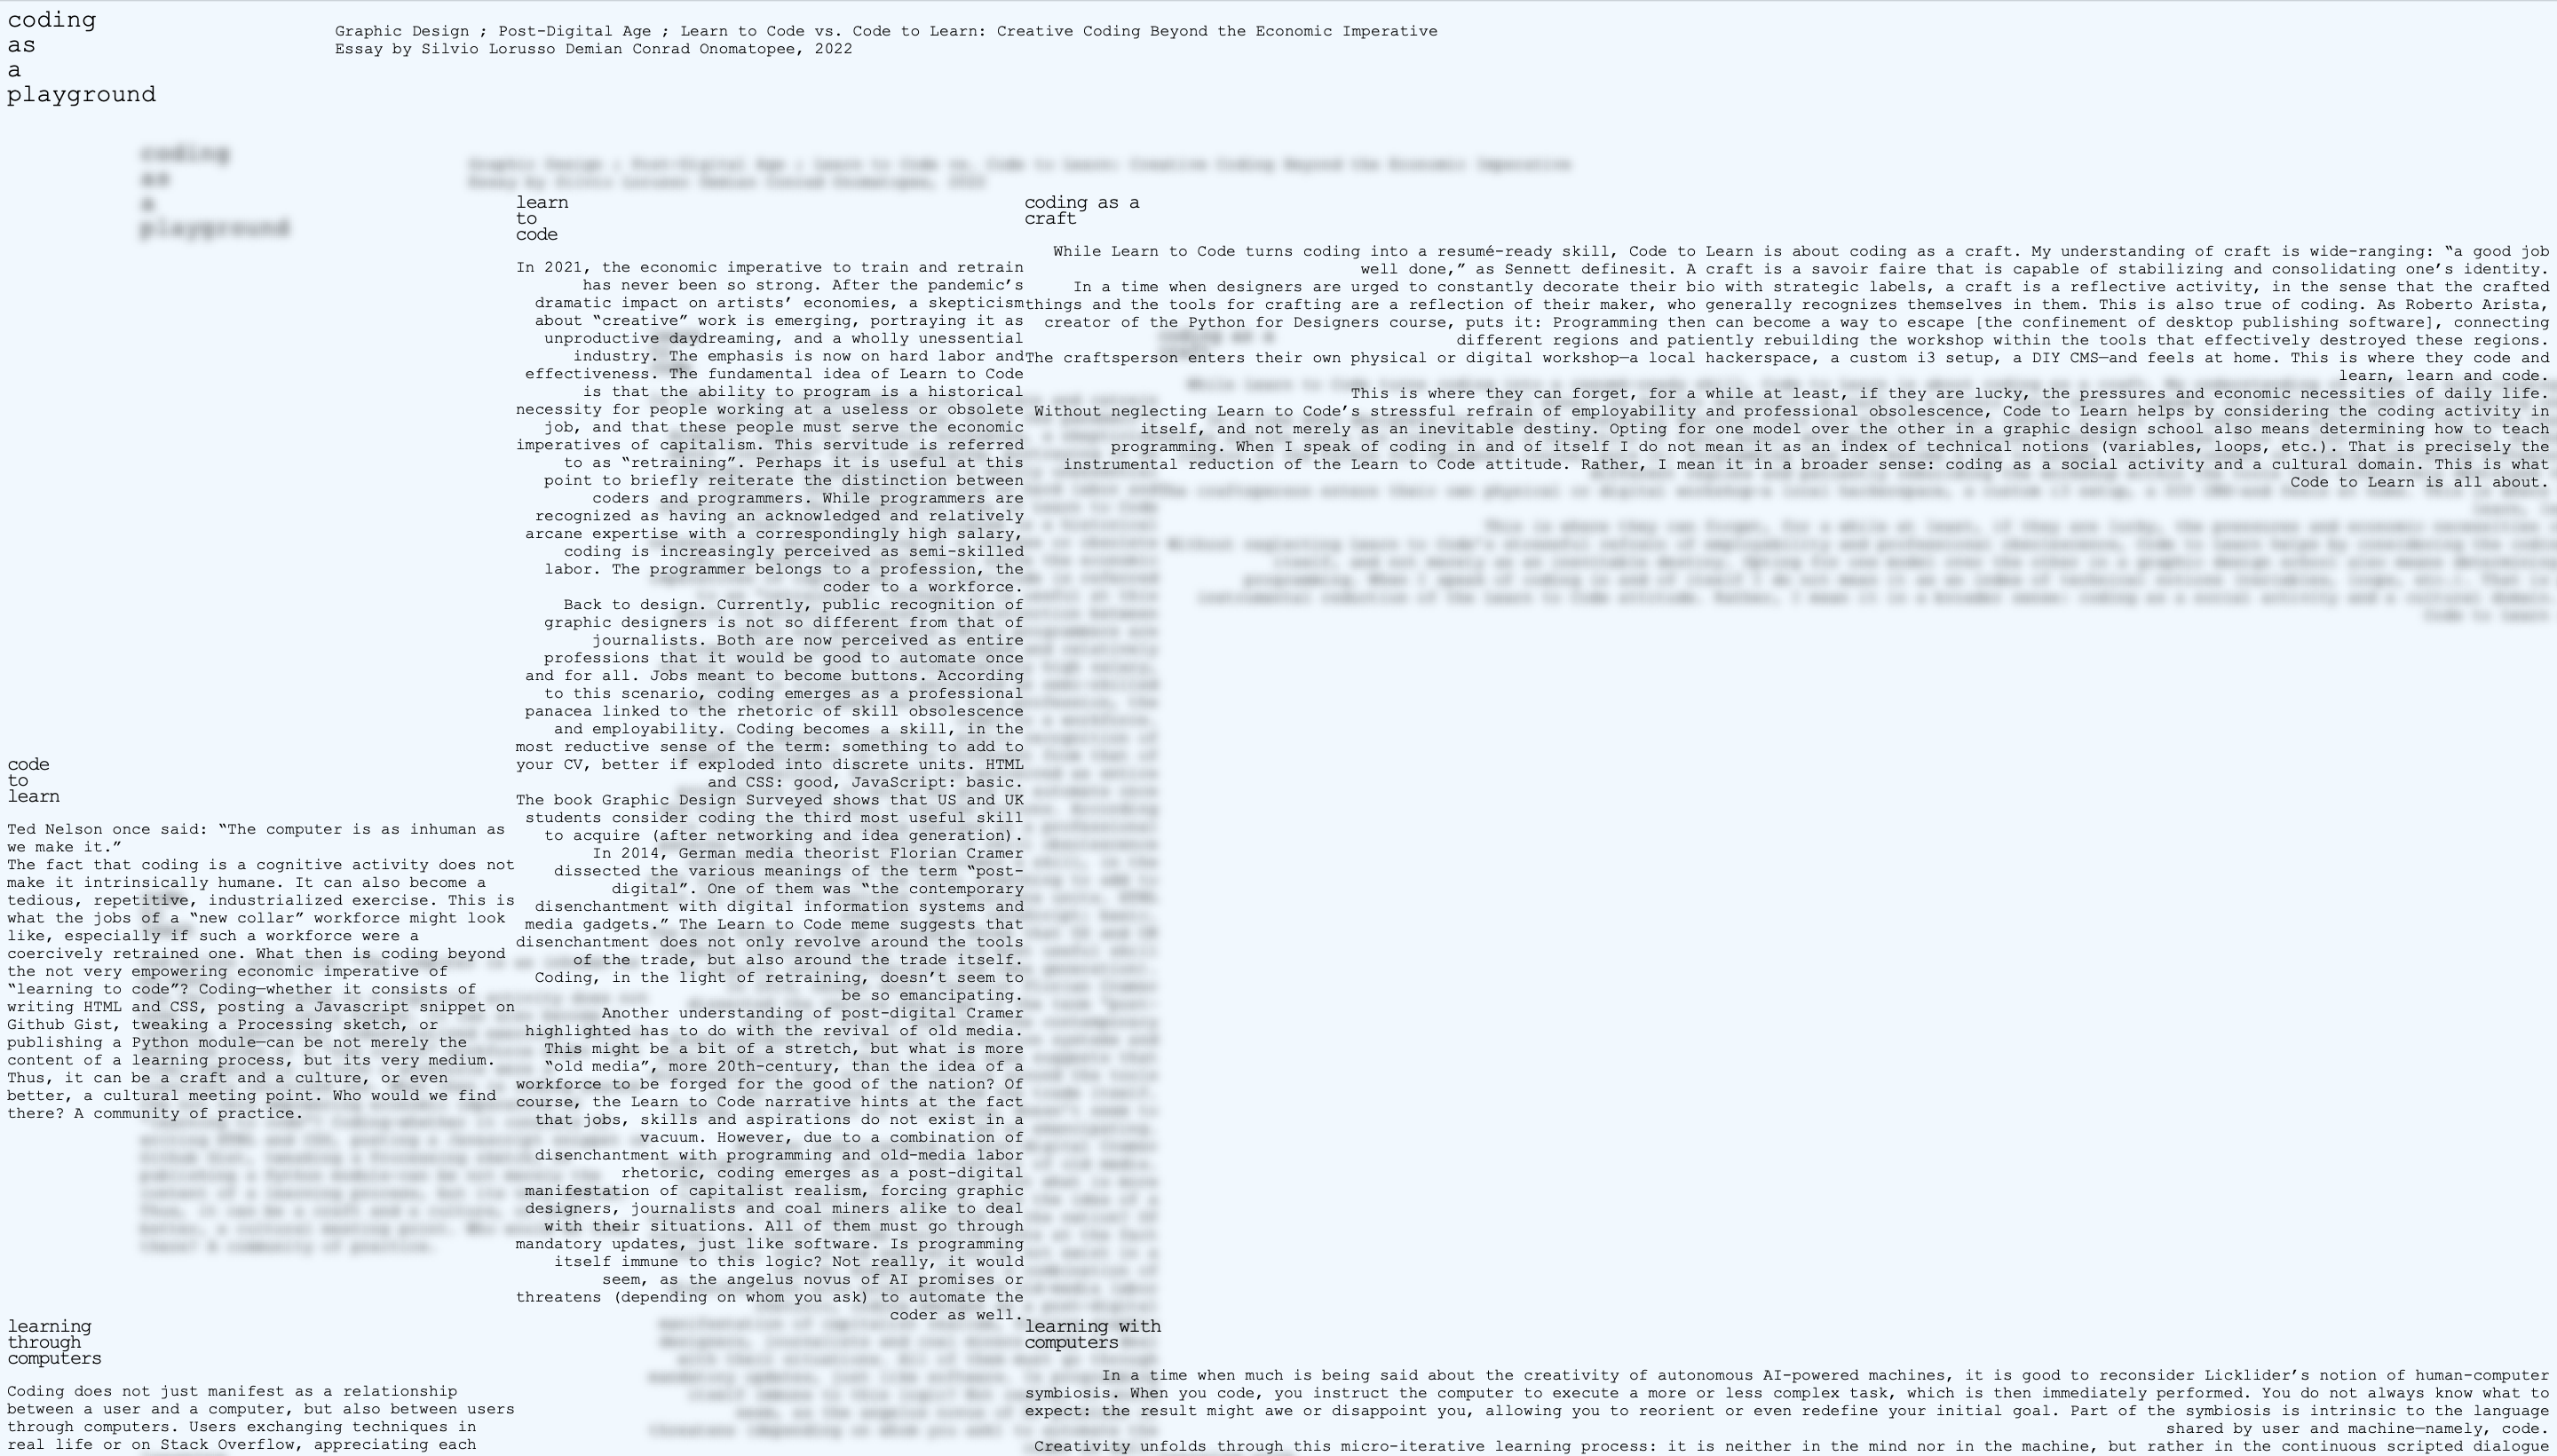 coding
as
a
playground
Graphic Design ; Post-Digital Age ; Learn to Code vs. Code to Learn: Creative Coding Beyond the Economic Imperative
Essay by Silvio Lorusso Demian Conrad Onomatopee, 2022
learn
to
code
In 2021, the economic imperative to train and retrain
has never been so strong. After the pandemic’s
dramatic impact on artists’ economies, a skepticism
about “creative” work is emerging, portraying it as
unproductive daydreaming, and a wholly unessential
industry. The emphasis is now on hard labor and
effectiveness. The fundamental idea of Learn to Code
is that the ability to program is a historical
necessity for people working at a useless or obsolete
job, and that these people must serve the economic
imperatives of capitalism. This servitude is referred
to as “retraining”. Perhaps it is useful at this
point to briefly reiterate the distinction between
coders and programmers. While programmers are
recognized as having an acknowledged and relatively
arcane expertise with a correspondingly high salary,
coding is increasingly perceived as semi-skilled
labor. The programmer belongs to a profession, the
coder to a workforce.
Back to design. Currently, public recognition of
graphic designers is not so different from that of
journalists. Both are now perceived as entire
professions that it would be good to automate once
and for all. Jobs meant to become buttons. According
to this scenario, coding emerges as a professional
panacea linked to the rhetoric of skill obsolescence
and employability. Coding becomes a skill, in the
most reductive sense of the term: something to add to
your CV, better if exploded into discrete units. HTML
and CSS: good, JavaScript: basic.
The book Graphic Design Surveyed shows that US and UK
students consider coding the third most useful skill
to acquire (after networking and idea generation).
In 2014, German media theorist Florian Cramer
dissected the various meanings of the term “post-
digital”. One of them was “the contemporary
disenchantment with digital information systems and
media gadgets.” The Learn to Code meme suggests that
disenchantment does not only revolve around the tools
of the trade, but also around the trade itself.
Coding, in the light of retraining, doesn’t seem to
be so emancipating.
Another understanding of post-digital Cramer
highlighted has to do with the revival of old media.
This might be a bit of a stretch, but what is more
“old media”, more 20th-century, than the idea of a
workforce to be forged for the good of the nation? Of
course, the Learn to Code narrative hints at the fact
that jobs, skills and aspirations do not exist in a
vacuum. However, due to a combination of
disenchantment with programming and old-media labor
rhetoric, coding emerges as a post-digital
manifestation of capitalist realism, forcing graphic
designers, journalists and coal miners alike to deal
with their situations. All of them must go through
mandatory updates, just like software. Is programming
itself immune to this logic? Not really, it would
seem, as the angelus novus of AI promises or
threatens (depending on whom you ask) to automate the
coder as well.
coding as a
craft
While Learn to Code turns coding into a resumé-ready skill, Code to Learn is about coding as a craft. My understanding of craft is wide-ranging: “a good job
well done,” as Sennett definesit. A craft is a savoir faire that is capable of stabilizing and consolidating one’s identity.
In a time when designers are urged to constantly decorate their bio with strategic labels, a craft is a reflective activity, in the sense that the crafted
things and the tools for crafting are a reflection of their maker, who generally recognizes themselves in them. This is also true of coding. As Roberto Arista,
creator of the Python for Designers course, puts it: Programming then can become a way to escape [the confinement of desktop publishing software], connecting
different regions and patiently rebuilding the workshop within the tools that effectively destroyed these regions.
The craftsperson enters their own physical or digital workshop—a local hackerspace, a custom i3 setup, a DIY CMS—and feels at home. This is where they code and
learn, learn and code.
This is where they can forget, for a while at least, if they are lucky, the pressures and economic necessities of daily life.
Without neglecting Learn to Code’s stressful refrain of employability and professional obsolescence, Code to Learn helps by considering the coding activity in
itself, and not merely as an inevitable destiny. Opting for one model over the other in a graphic design school also means determining how to teach
programming. When I speak of coding in and of itself I do not mean it as an index of technical notions (variables, loops, etc.). That is precisely the
instrumental reduction of the Learn to Code attitude. Rather, I mean it in a broader sense: coding as a social activity and a cultural domain. This is what
Code to Learn is all about.
code
to
learn
Ted Nelson once said: “The computer is as inhuman as
we make it.”
The fact that coding is a cognitive activity does not
make it intrinsically humane. It can also become a
tedious, repetitive, industrialized exercise. This is
what the jobs of a “new collar” workforce might look
like, especially if such a workforce were a
coercively retrained one. What then is coding beyond
the not very empowering economic imperative of
“learning to code”? Coding—whether it consists of
writing HTML and CSS, posting a Javascript snippet on
Github Gist, tweaking a Processing sketch, or
publishing a Python module—can be not merely the
content of a learning process, but its very medium.
Thus, it can be a craft and a culture, or even
better, a cultural meeting point. Who would we find
there? A community of practice.
learning
through
computers
Coding does not just manifest as a relationship
between a user and a computer, but also between users
through computers. Users exchanging techniques in
real life or on Stack Overflow, appreciating each
learning with
computers
In a time when much is being said about the creativity of autonomous AI-powered machines, it is good to reconsider Licklider’s notion of human-computer
symbiosis. When you code, you instruct the computer to execute a more or less complex task, which is then immediately performed. You do not always know what to
expect: the result might awe or disappoint you, allowing you to reorient or even redefine your initial goal. Part of the symbiosis is intrinsic to the language
shared by user and machine—namely, code.
Creativity unfolds through this micro-iterative learning process: it is neither in the mind nor in the machine, but rather in the continuous scripted dialogue